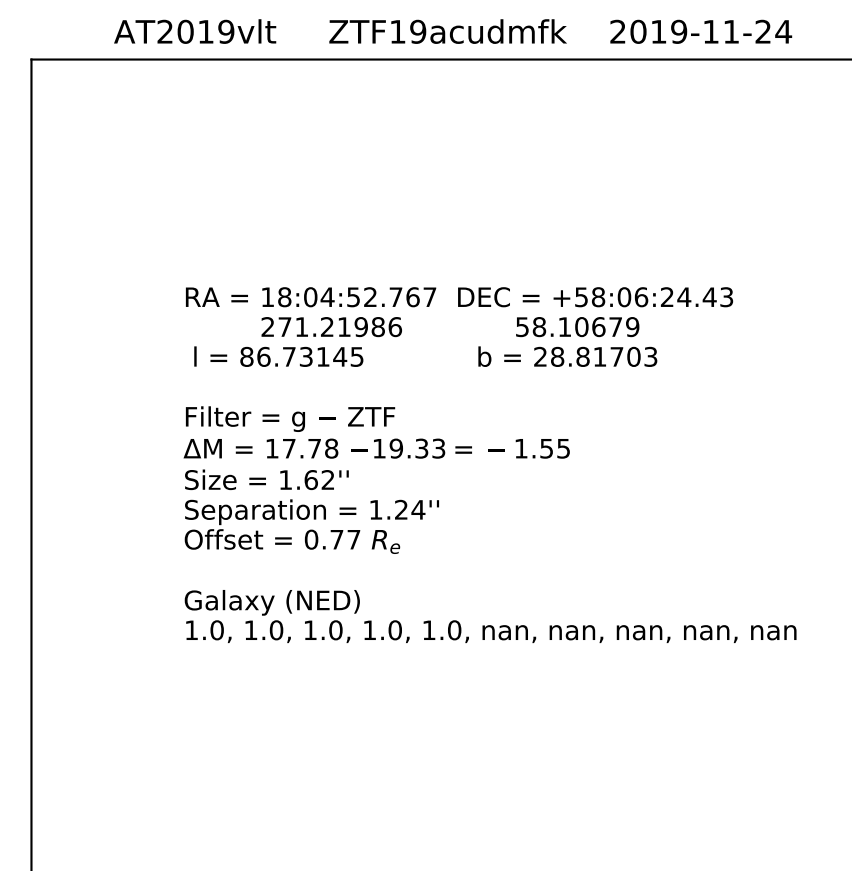 AT2019vlt ZTF19acudmfk 2019-11-24
RA = 18:04:52.767 DEC = +58:06:24.43
271.21986 58.10679
l = 86.73145 b = 28.81703
Filter = g − ZTF
ΔM = 17.78 −19.33 = − 1.55
Size = 1.62''
Separation = 1.24''
Offset = 0.77 Re
Galaxy (NED)
1.0, 1.0, 1.0, 1.0, 1.0, nan, nan, nan, nan, nan